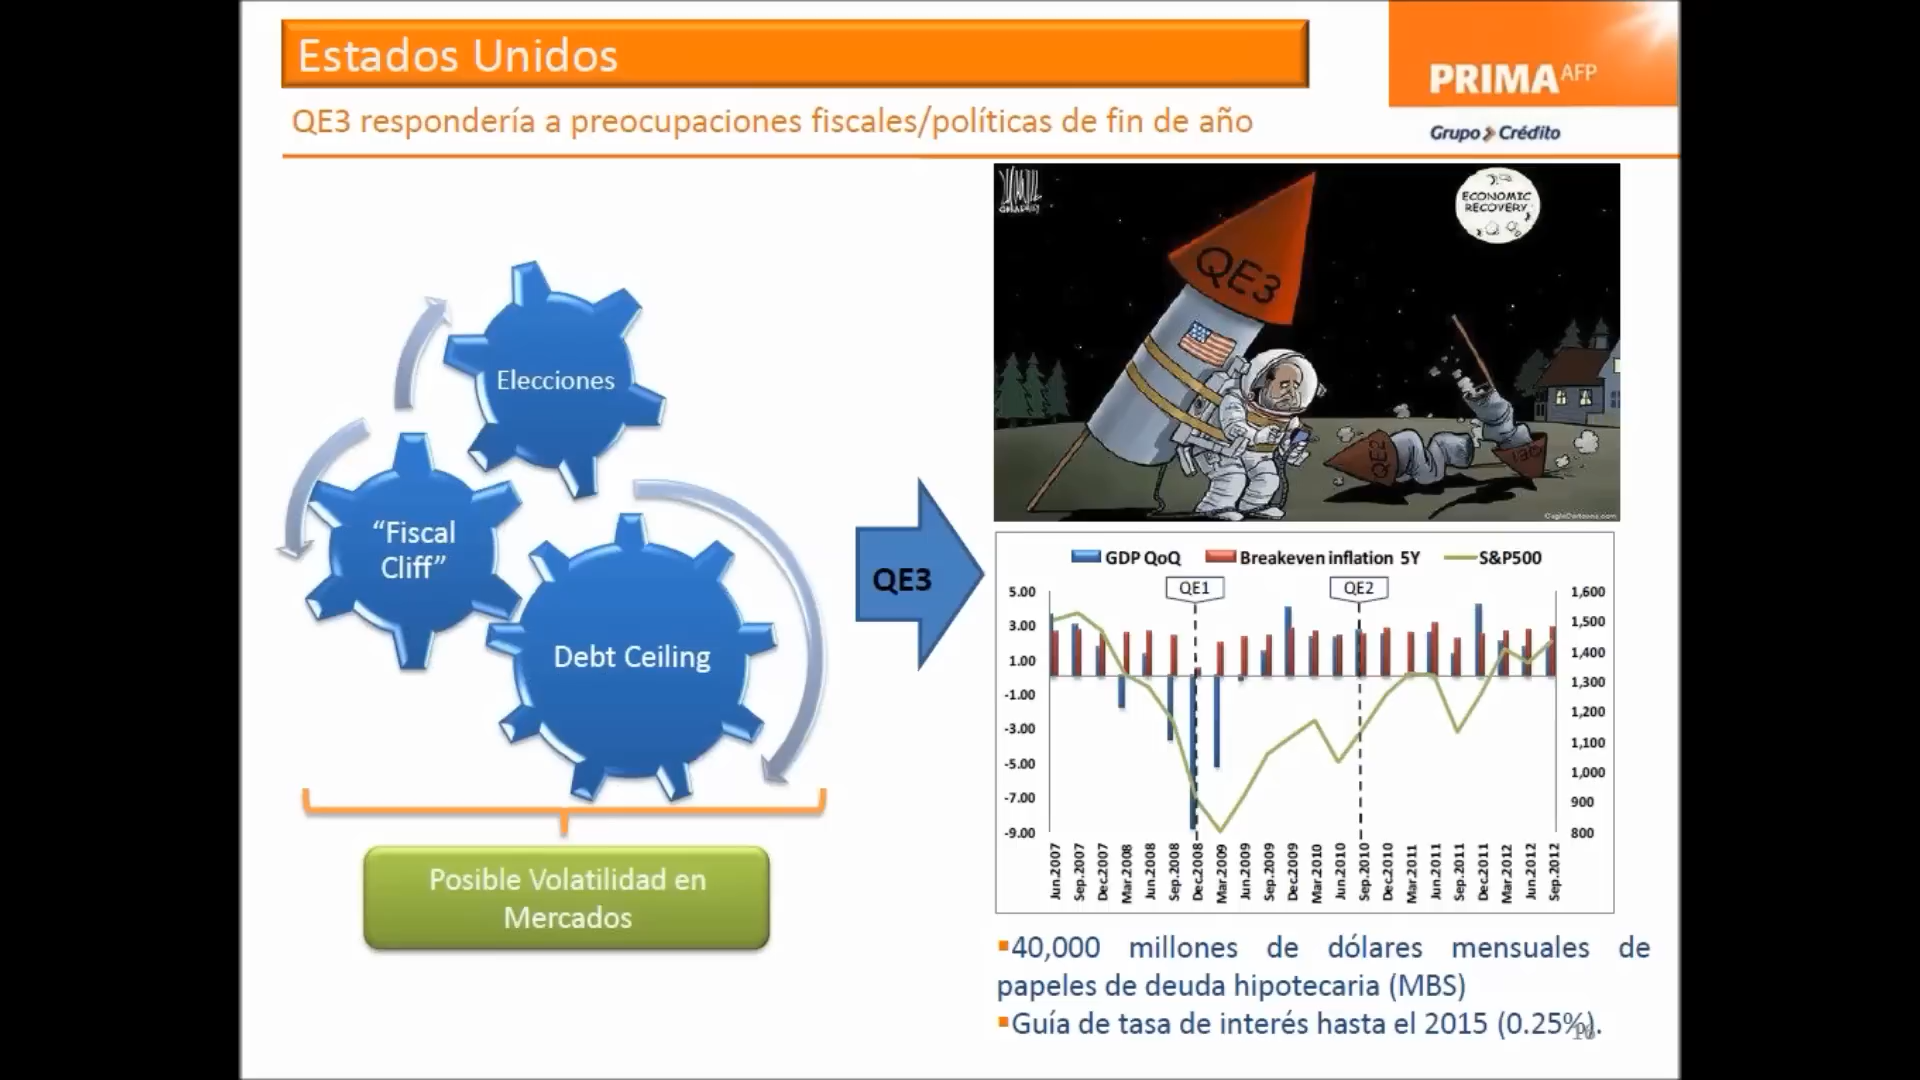 Estados Unidos
PRIMA AFP
Grupo Crédito
QE3 respondería a preocupaciones fiscales/políticas de fin de año
Elecciones
“Fiscal
Cliff”
Debt Ceiling
Posible Volatilidad en
Mercados
QE3
ECONOMIC
RECOVERY
QE3
QE2
QE1
GDP QoQ
Breakeven inflation 5Y
S&P500
QE1
QE2
5.00
3.00
1.00
-1.00
-3.00
-5.00
-7.00
-9.00
1,600
1,500
1,400
1,300
1,200
1,100
1,000
900
800
Jun.2007
Sep.2007
Dec.2007
Mar.2008
Jun.2008
Sep.2008
Dec.2008
Mar.2009
Jun.2009
Sep.2009
Dec.2009
Mar.2010
Jun.2010
Sep.2010
Dec.2010
Mar.2011
Jun.2011
Sep.2011
Dec.2011
Mar.2012
Jun.2012
Sep.2012
40,000 millones de dólares mensuales de
papeles de deuda hipotecaria (MBS)
Guía de tasa de interés hasta el 2015 (0.25%).
16